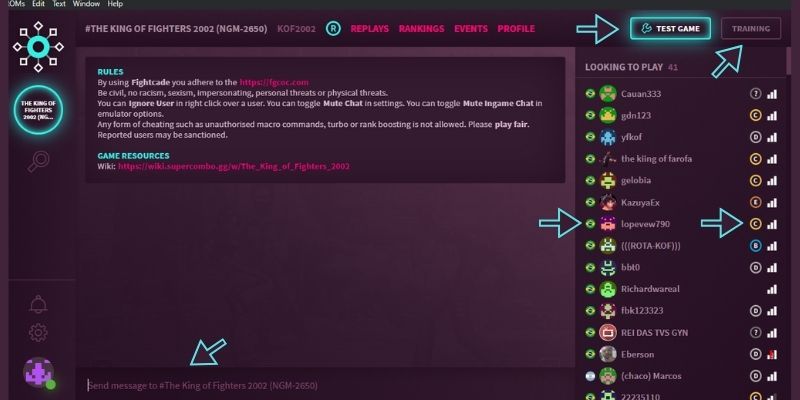 ROMs Edit Text Window Help
#THE KING OF FIGHTERS 2002 (NGM-2650) KOF2002 R REPLAYS RANKINGS EVENTS PROFILE
TEST GAME
TRAINING
THE KING OF
FIGHTERS
2002 (NG...
RULES
By using Fightcade you adhere to the https://fgcoc.com
Be civil, no racism, sexism, impersonating, personal threats or physical threats.
You can Ignore User in right click over a user. You can toggle Mute Chat in settings. You can toggle Mute Ingame Chat in
emulator options.
Any form of cheating such as unauthorised macro commands, turbo or rank boosting is not allowed. Please play fair.
Reported users may be sanctioned.
GAME RESOURCES
Wiki: https://wiki.supercombo.gg/w/The_King_of_Fighters_2002
Send message to #The King of Fighters 2002 (NGM-2650)
LOOKING TO PLAY 41
Cauan333 ?
gdn123 C
yfkof D
the kiing of farofa C
gelobia C
KazuyaEx E
lopevew790 C
(((ROTA-KOF))) B
bbt0 D
Richardwareal
fbk123323 D
REI DAS TVS GYN ?
Eberson D
(chaco) Marcos D
22235110 C